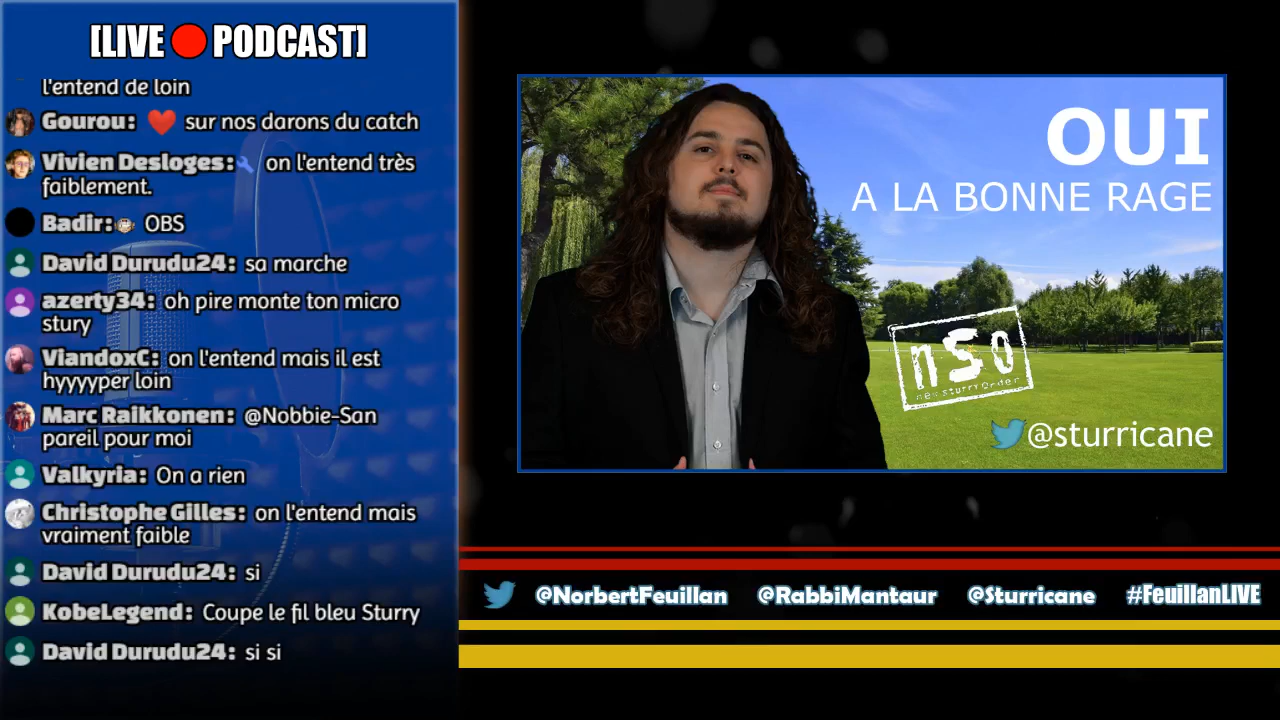 [LIVE PODCAST]
l'entend de loin
Gourou: ❤ sur nos darons du catch
Vivien Desloges: on l'entend très
faiblement.
Badir: OBS
David Durudu24: sa marche
azerty34: oh pire monte ton micro
stury
ViandoxC: on l'entend mais il est
hyyyyper loin
Marc Raikkonen: @Nobbie-San
pareil pour moi
Valkyria: On a rien
Christophe Gilles: on l'entend mais
vraiment faible
David Durudu24: si
KobeLegend: Coupe le fil bleu Sturry
David Durudu24: si si
OUI
A LA BONNE RAGE
nSo
new sturry Order
@sturricane
@NorbertFeuillan @RabbiMantaur @Sturricane #FeuillanLIVE